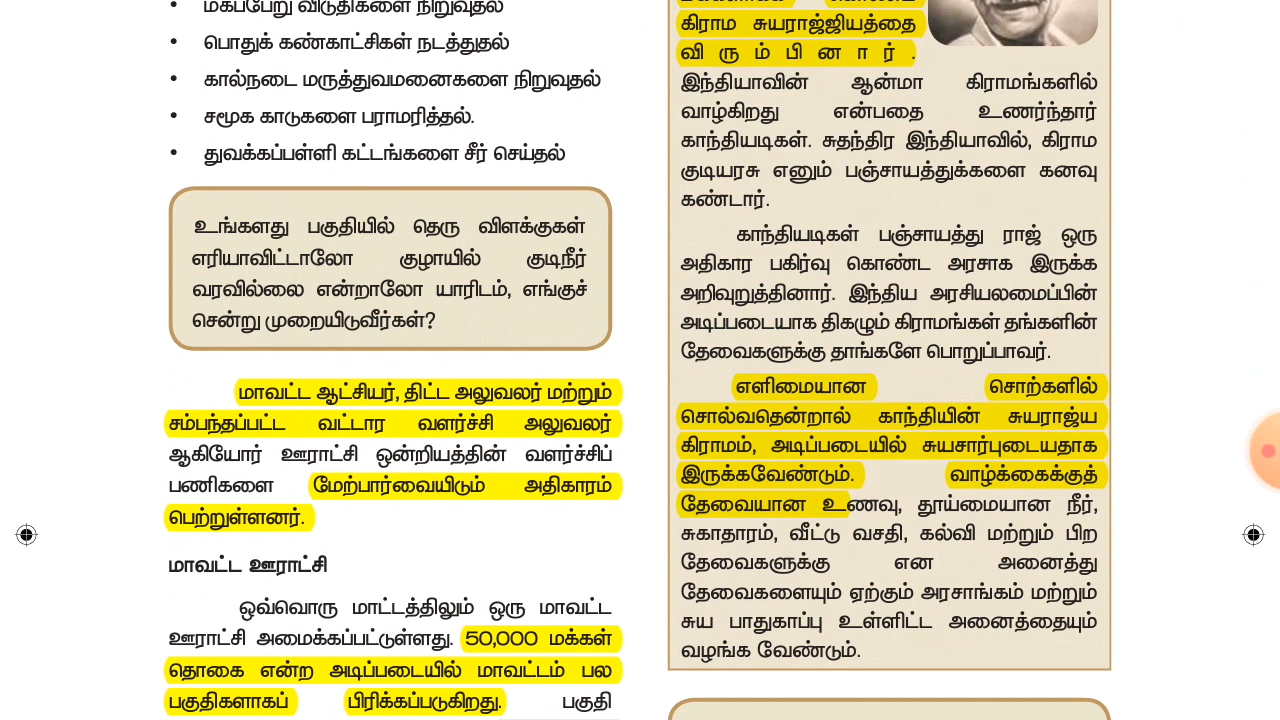 மகப்பேறு விடுதிகளை நிறுவுதல்
• பொதுக் கண்காட்சிகள் நடத்துதல்
• கால்நடை மருத்துவமனைகளை நிறுவுதல்
• சமூக காடுகளை பராமரித்தல்.
• துவக்கப்பள்ளி கட்டங்களை சீர் செய்தல்
உங்களது பகுதியில் தெரு விளக்குகள்
எரியாவிட்டாலோ குழாயில் குடிநீர்
வரவில்லை என்றாலோ யாரிடம், எங்குச்
சென்று முறையிடுவீர்கள்?
மாவட்ட ஆட்சியர், திட்ட அலுவலர் மற்றும்
சம்பந்தப்பட்ட வட்டார வளர்ச்சி அலுவலர்
ஆகியோர் ஊராட்சி ஒன்றியத்தின் வளர்ச்சிப்
பணிகளை மேற்பார்வையிடும் அதிகாரம்
பெற்றுள்ளனர்.
மாவட்ட ஊராட்சி
ஒவ்வொரு மாட்டத்திலும் ஒரு மாவட்ட
ஊராட்சி அமைக்கப்பட்டுள்ளது. 50,000 மக்கள்
தொகை என்ற அடிப்படையில் மாவட்டம் பல
பகுதிகளாகப் பிரிக்கப்படுகிறது. பகுதி
கிராம சுயராஜ்ஜியத்தை
விரும்பினார்.
இந்தியாவின் ஆன்மா கிராமங்களில்
வாழ்கிறது என்பதை உணர்ந்தார்
காந்தியடிகள். சுதந்திர இந்தியாவில், கிராம
குடியரசு எனும் பஞ்சாயத்துக்களை கனவு
கண்டார்.
காந்தியடிகள் பஞ்சாயத்து ராஜ் ஒரு
அதிகார பகிர்வு கொண்ட அரசாக இருக்க
அறிவுறுத்தினார். இந்திய அரசியலமைப்பின்
அடிப்படையாக திகழும் கிராமங்கள் தங்களின்
தேவைகளுக்கு தாங்களே பொறுப்பாவர்.
எளிமையான சொற்களில்
சொல்வதென்றால் காந்தியின் சுயராஜ்ய
கிராமம், அடிப்படையில் சுயசார்புடையதாக
இருக்கவேண்டும். வாழ்க்கைக்குத்
தேவையான உணவு, தூய்மையான நீர்,
சுகாதாரம், வீட்டு வசதி, கல்வி மற்றும் பிற
தேவைகளுக்கு என அனைத்து
தேவைகளையும் ஏற்கும் அரசாங்கம் மற்றும்
சுய பாதுகாப்பு உள்ளிட்ட அனைத்தையும்
வழங்க வேண்டும்.